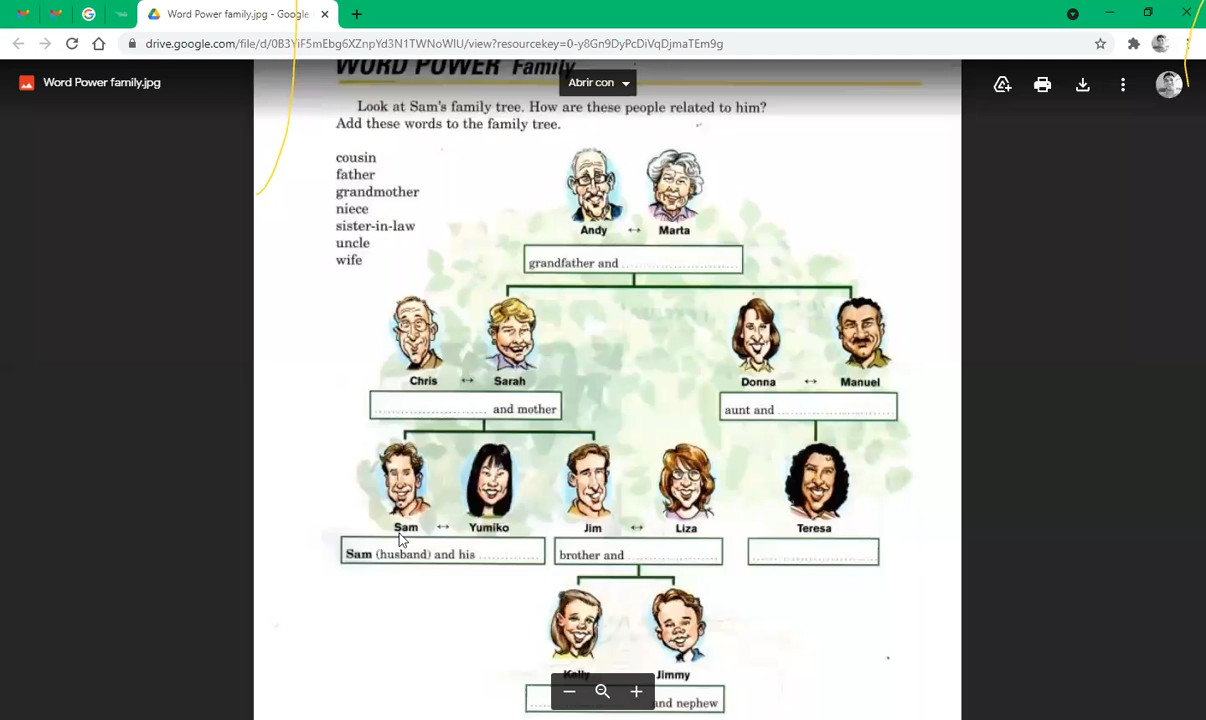 Word Power family.jpg - Google
drive.google.com/file/d/0B3YiF5mEbg6XZnpYd3N1TWNoWlU/view?resourcekey=0-y8Gn9DyPcDiVqDjmaTEm9g
Word Power family.jpg
Abrir con
WORD POWER Family
Look at Sam's family tree. How are these people related to him?
Add these words to the family tree.
cousin
father
grandmother
niece
sister-in-law
uncle
wife
Andy ↔ Marta
grandfather and ..............................
Chris ↔ Sarah
Donna ↔ Manuel
.............................. and mother
aunt and ..............................
Sam ↔ Yumiko
Jim ↔ Liza
Teresa
Sam (husband) and his ................
brother and ........................
..............................
Kelly
Jimmy
and nephew